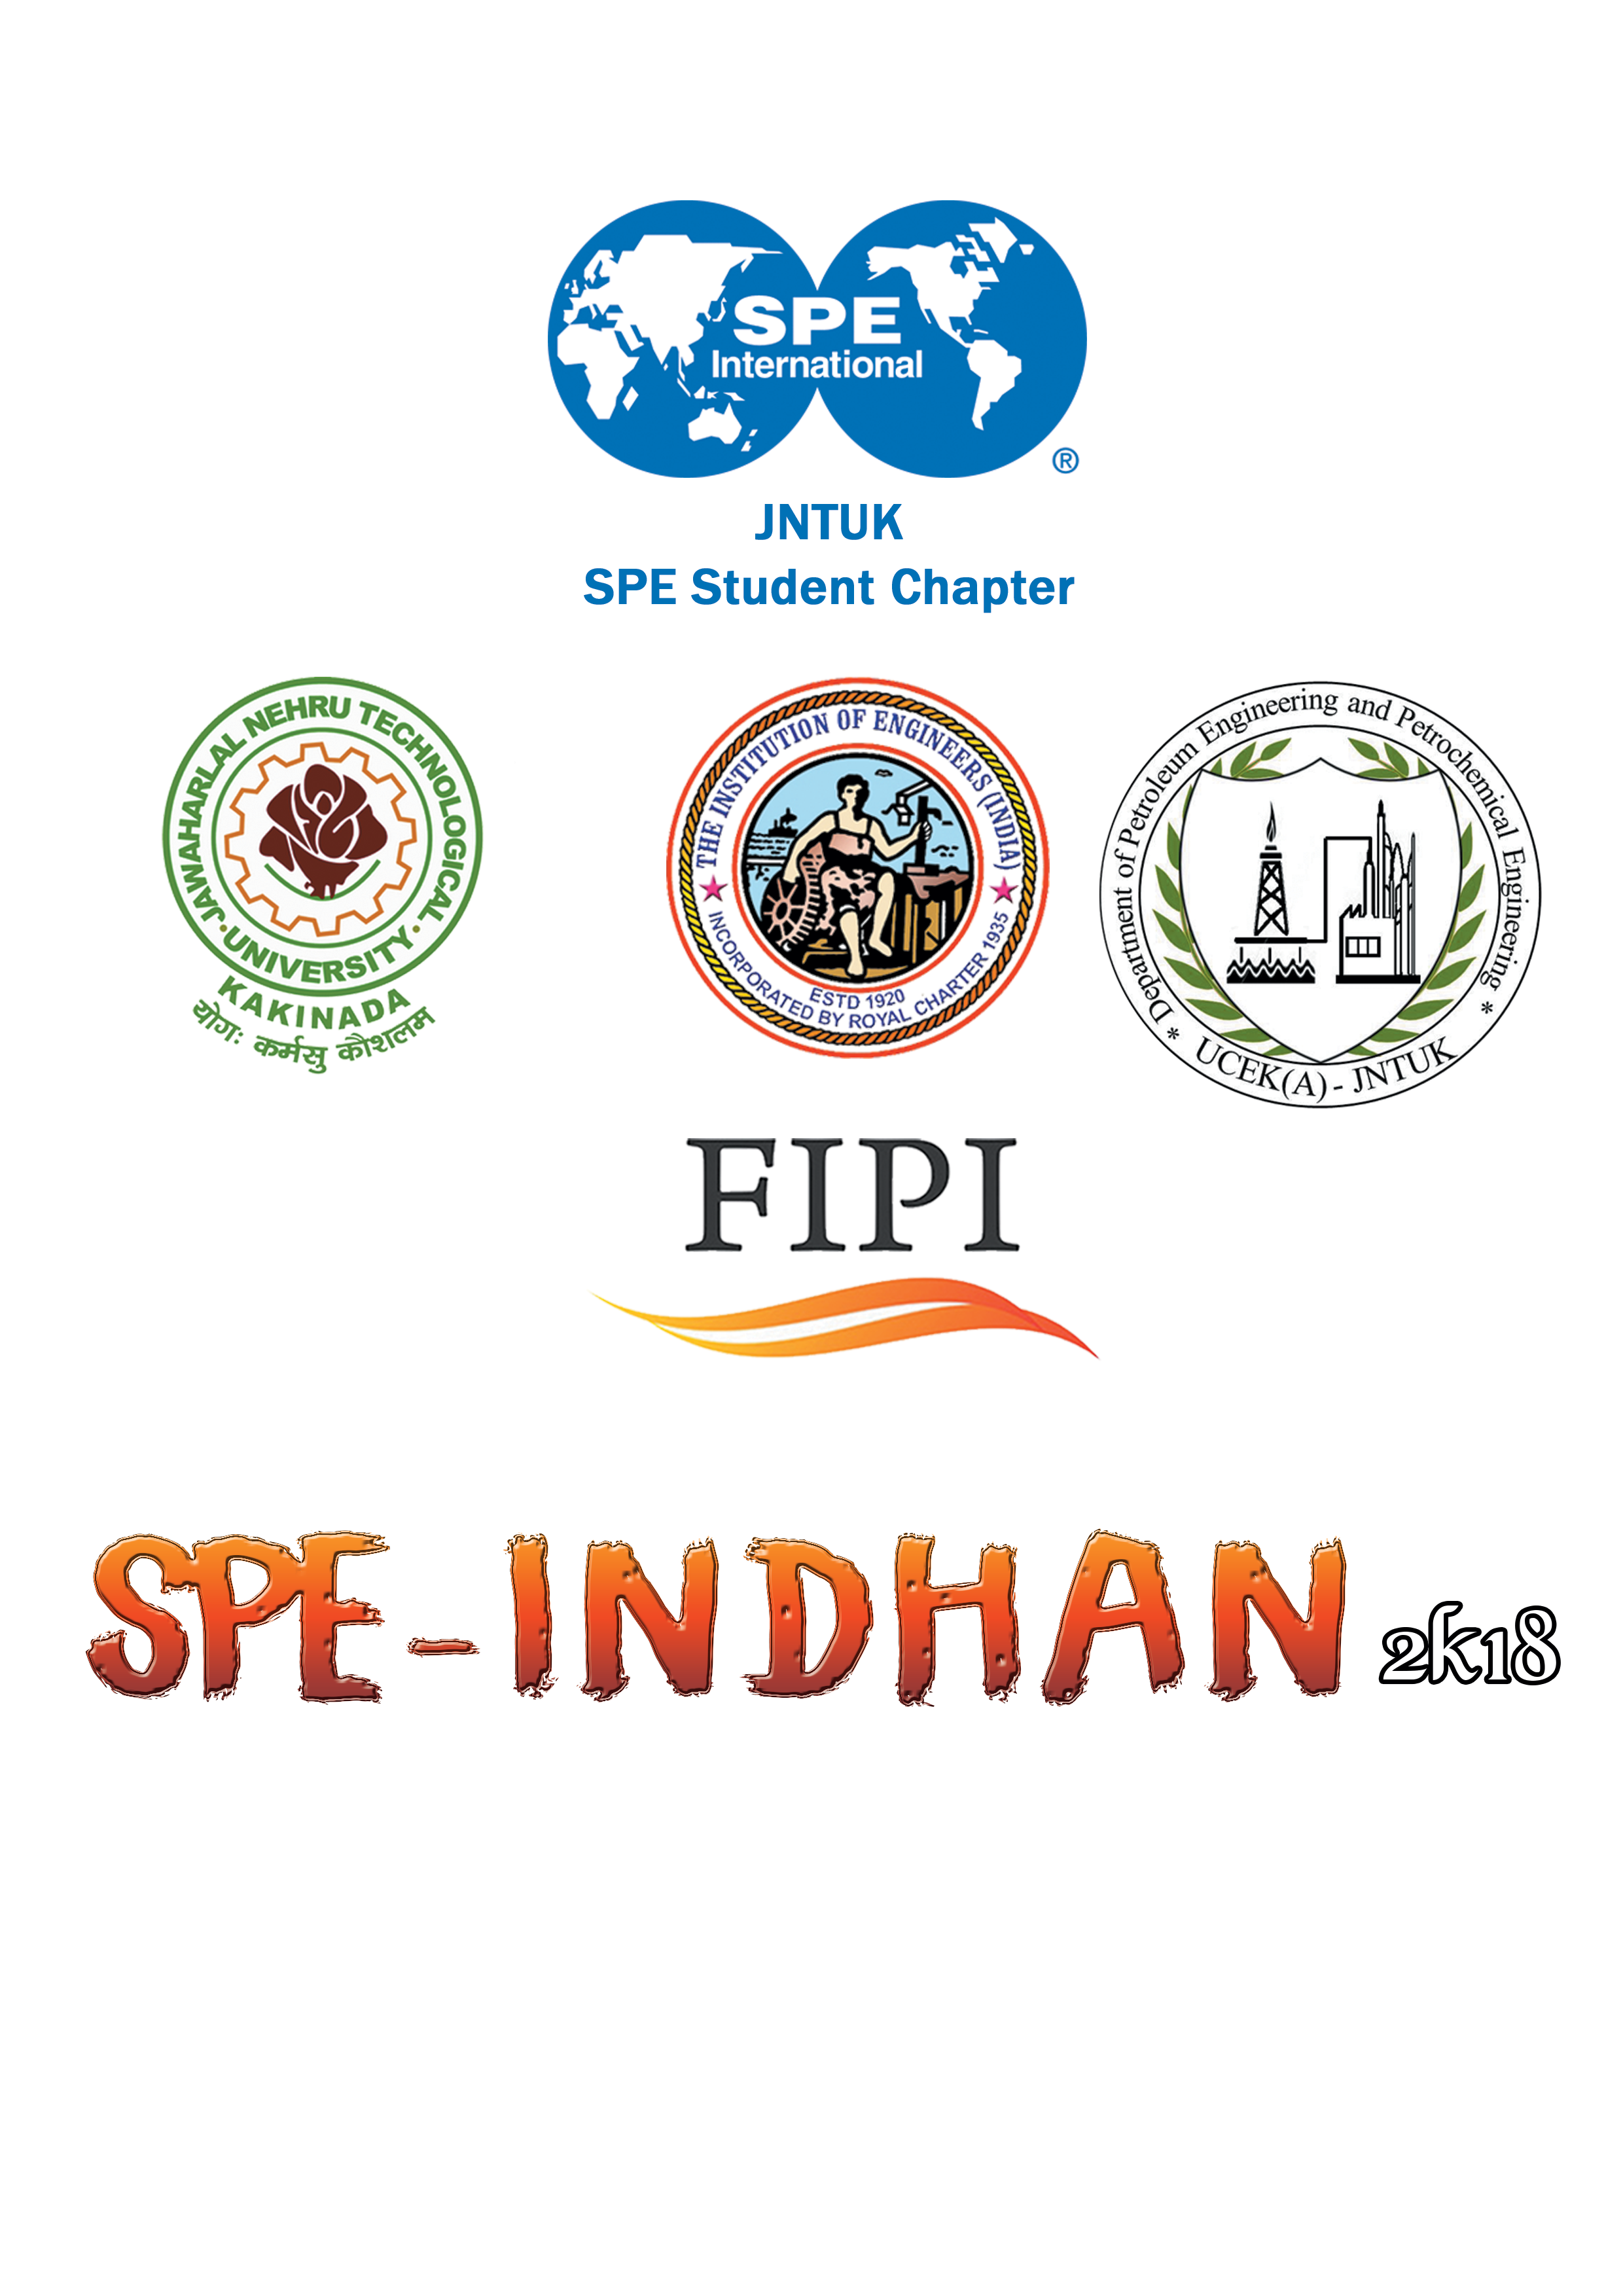 SPE
International
®
JNTUK
SPE Student Chapter
JAWAHARLAL NEHRU TECHNOLOGICAL
• UNIVERSITY •
KAKINADA
योगः कर्मसु कौशलम
THE INSTITUTION OF ENGINEERS (INDIA)
ESTD 1920
INCORPORATED BY ROYAL CHARTER 1935
* Department of Petroleum Engineering and Petrochemical Engineering *
UCEK(A) - JNTUK
FIPI
SPE-INDHAN 2k18